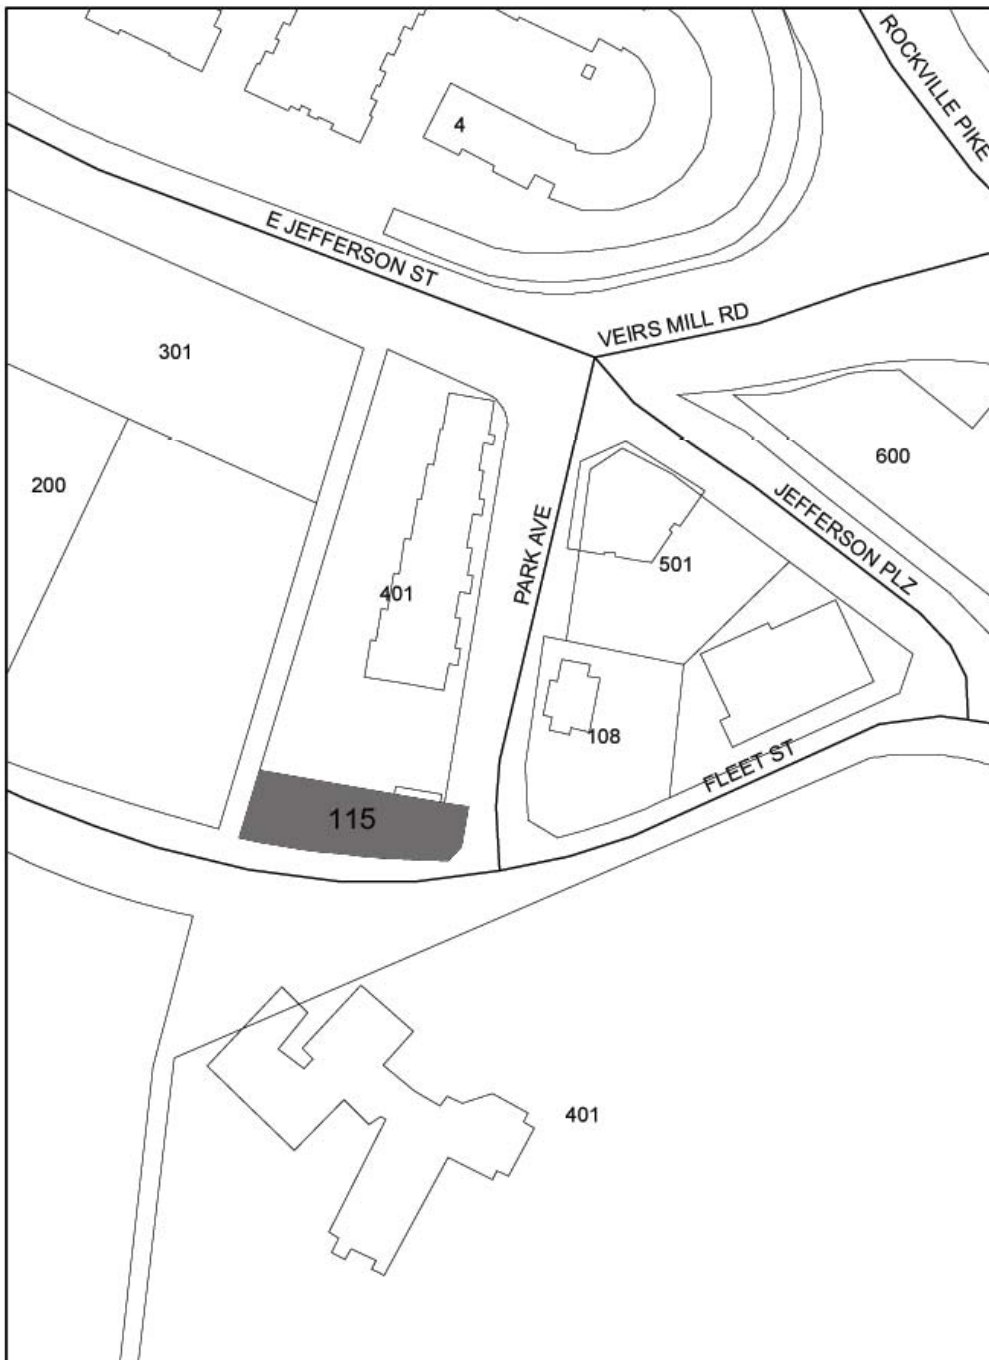 ROCKVILLE PIKE
4
E JEFFERSON ST
VEIRS MILL RD
301
600
200
JEFFERSON PLZ
PARK AVE
501
401
108
FLEET ST
115
401